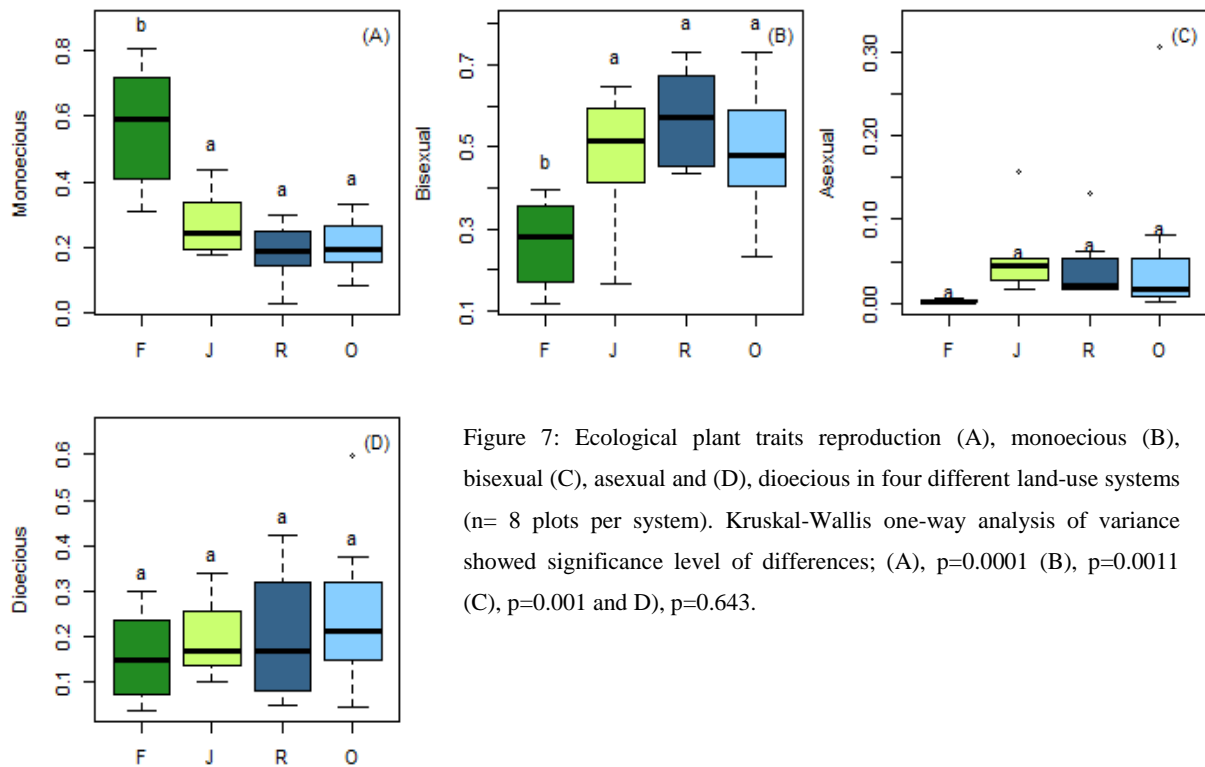 (A)
Monoecious
0.8
0.6
0.4
0.2
0.0
b
a
a
a
F J R O
(B)
Bisexual
0.7
0.5
0.3
0.1
b
a
a
a
F J R O
(C)
Asexual
0.30
0.20
0.10
0.00
a
a
a
a
F J R O
(D)
Dioecious
0.6
0.5
0.4
0.3
0.2
0.1
a
a
a
a
F J R O
Figure 7: Ecological plant traits reproduction (A), monoecious (B),
bisexual (C), asexual and (D), dioecious in four different land-use systems
(n= 8 plots per system). Kruskal-Wallis one-way analysis of variance
showed significance level of differences; (A), p=0.0001 (B), p=0.0011
(C), p=0.001 and D), p=0.643.